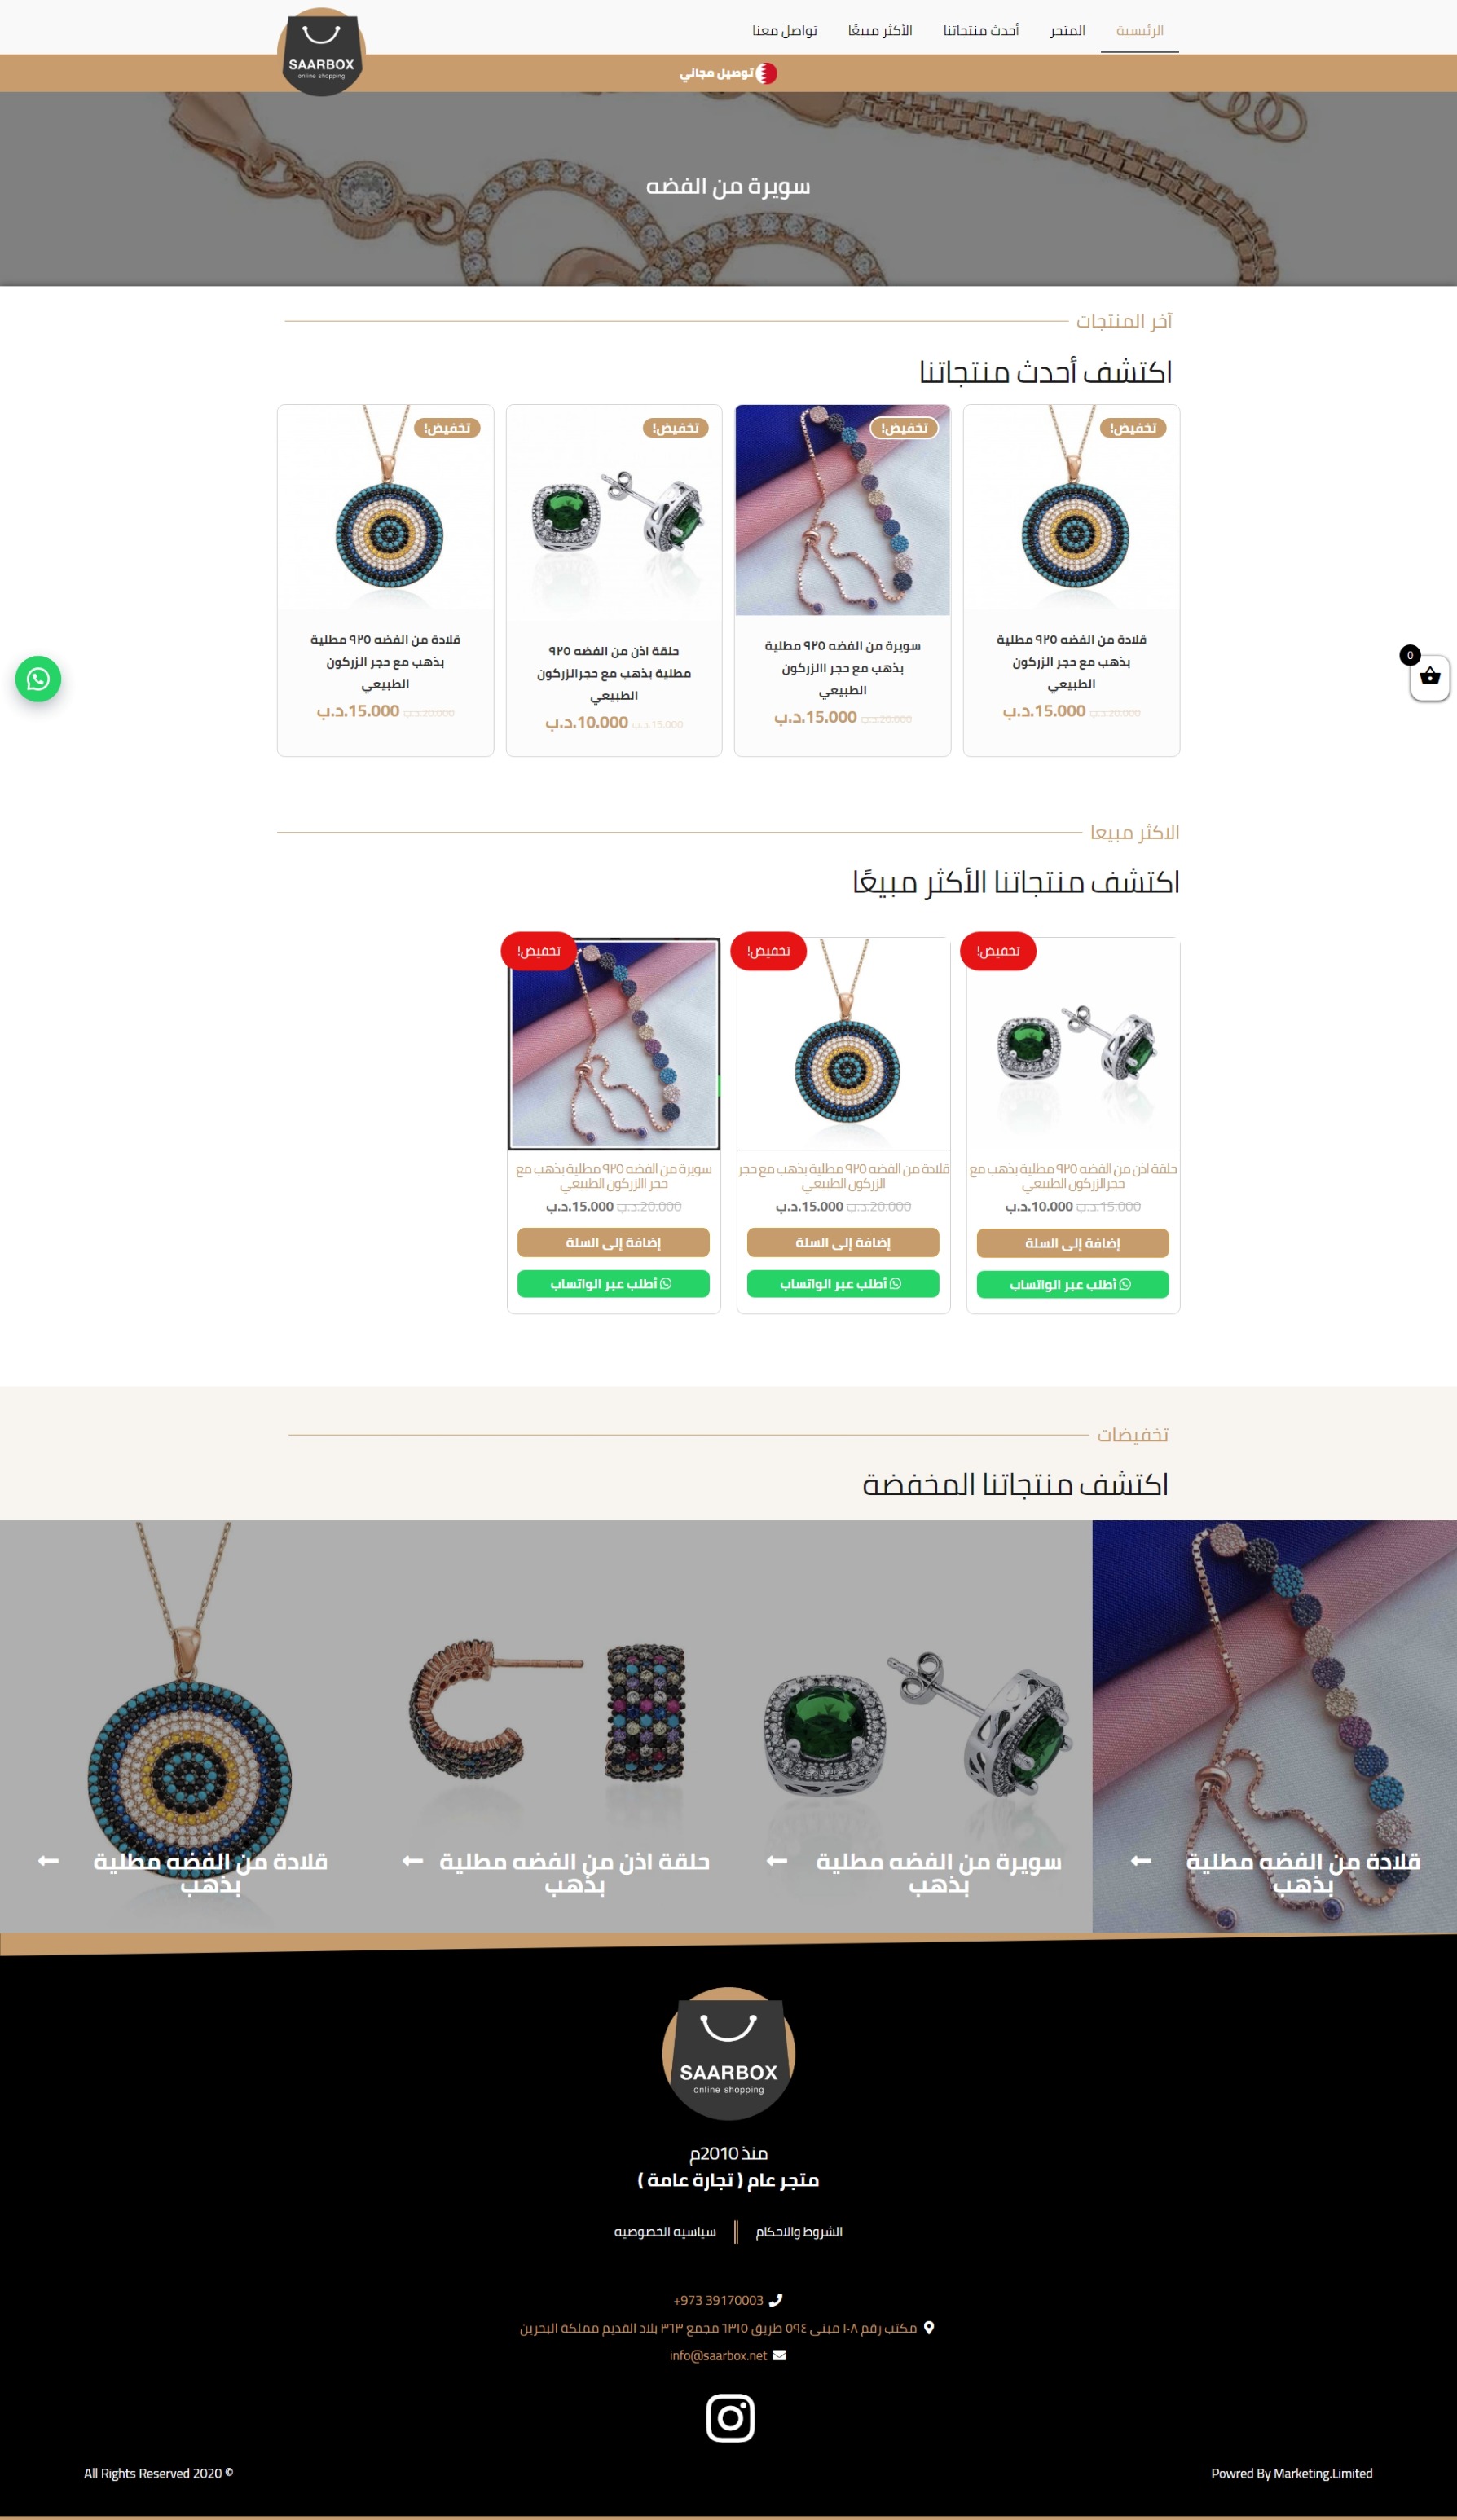 الرئيسية
المتجر
أحدث منتجاتنا
الأكثر مبيعًا
تواصل معنا
SAARBOX
online shopping
توصيل مجاني
سويرة من الفضه
آخر المنتجات
اكتشف أحدث منتجاتنا
تخفيض!
قلادة من الفضه ٩٢٥ مطلية
بذهب مع حجر الزركون
الطبيعي
20.000.د.ب 15.000.د.ب
تخفيض!
سويرة من الفضه ٩٢٥ مطلية
بذهب مع حجر االزركون
الطبيعي
20.000.د.ب 15.000.د.ب
تخفيض!
حلقة اذن من الفضه ٩٢٥
مطلية بذهب مع حجرالزركون
الطبيعي
15.000.د.ب 10.000.د.ب
تخفيض!
قلادة من الفضه ٩٢٥ مطلية
بذهب مع حجر الزركون
الطبيعي
20.000.د.ب 15.000.د.ب
0
الاكثر مبيعا
اكتشف منتجاتنا الأكثر مبيعًا
تخفيض!
حلقة اذن من الفضه ٩٢٥ مطلية بذهب مع
حجرالزركون الطبيعي
15.000.د.ب 10.000.د.ب
إضافة إلى السلة
أطلب عبر الواتساب
تخفيض!
قلادة من الفضه ٩٢٥ مطلية بذهب مع حجر
الزركون الطبيعي
20.000.د.ب 15.000.د.ب
إضافة إلى السلة
أطلب عبر الواتساب
تخفيض!
سويرة من الفضه ٩٢٥ مطلية بذهب مع
حجر االزركون الطبيعي
20.000.د.ب 15.000.د.ب
إضافة إلى السلة
أطلب عبر الواتساب
تخفيضات
اكتشف منتجاتنا المخفضة
قلادة من الفضه مطلية
بذهب
سويرة من الفضه مطلية
بذهب
حلقة اذن من الفضه مطلية
بذهب
قلادة من الفضه مطلية
بذهب
SAARBOX
online shopping
منذ 2010م
متجر عام ( تجارة عامة )
الشروط والاحكام
سياسيه الخصوصيه
+973 39170003
مكتب رقم ١٠٨ مبنى ٥٩٤ طريق ٦٣١٥ مجمع ٣٦٣ بلاد القديم مملكة البحرين
info@saarbox.net
Powred By Marketing.Limited
All Rights Reserved 2020 ©